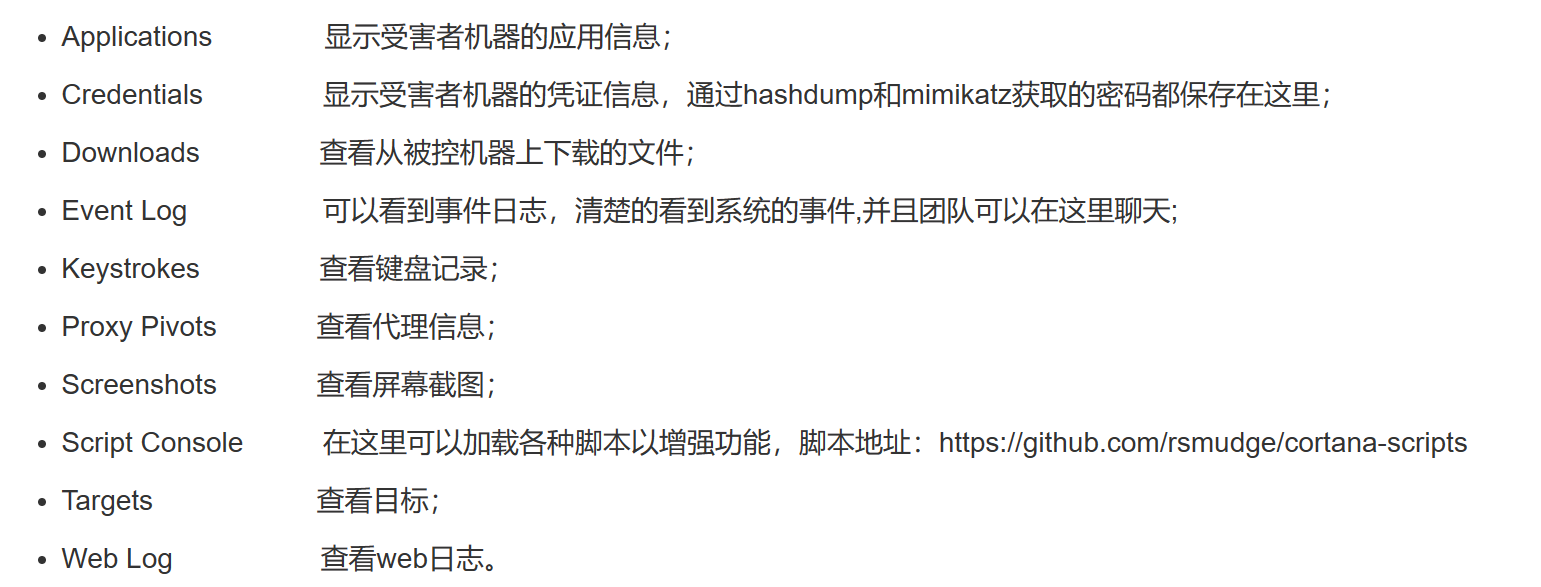 Applications 显示受害者机器的应用信息；
Credentials 显示受害者机器的凭证信息，通过hashdump和mimikatz获取的密码都保存在这里；
Downloads 查看从被控机器上下载的文件；
Event Log 可以看到事件日志，清楚的看到系统的事件,并且团队可以在这里聊天;
Keystrokes 查看键盘记录；
Proxy Pivots 查看代理信息；
Screenshots 查看屏幕截图；
Script Console 在这里可以加载各种脚本以增强功能，脚本地址：https://github.com/rsmudge/cortana-scripts
Targets 查看目标；
Web Log 查看web日志。